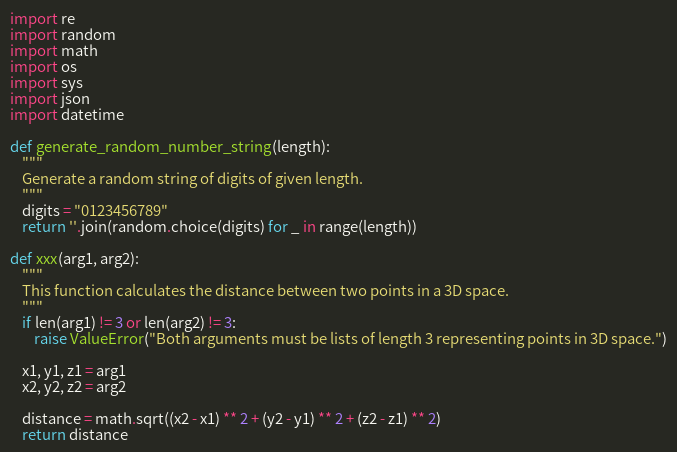 import re
import random
import math
import os
import sys
import json
import datetime

def generate_random_number_string(length):
    """
    Generate a random string of digits of given length.
    """
    digits = "0123456789"
    return ''.join(random.choice(digits) for _ in range(length))

def xxx(arg1, arg2):
    """
    This function calculates the distance between two points in a 3D space.
    """
    if len(arg1) != 3 or len(arg2) != 3:
        raise ValueError("Both arguments must be lists of length 3 representing points in 3D space.")

    x1, y1, z1 = arg1
    x2, y2, z2 = arg2

    distance = math.sqrt((x2 - x1) ** 2 + (y2 - y1) ** 2 + (z2 - z1) ** 2)
    return distance